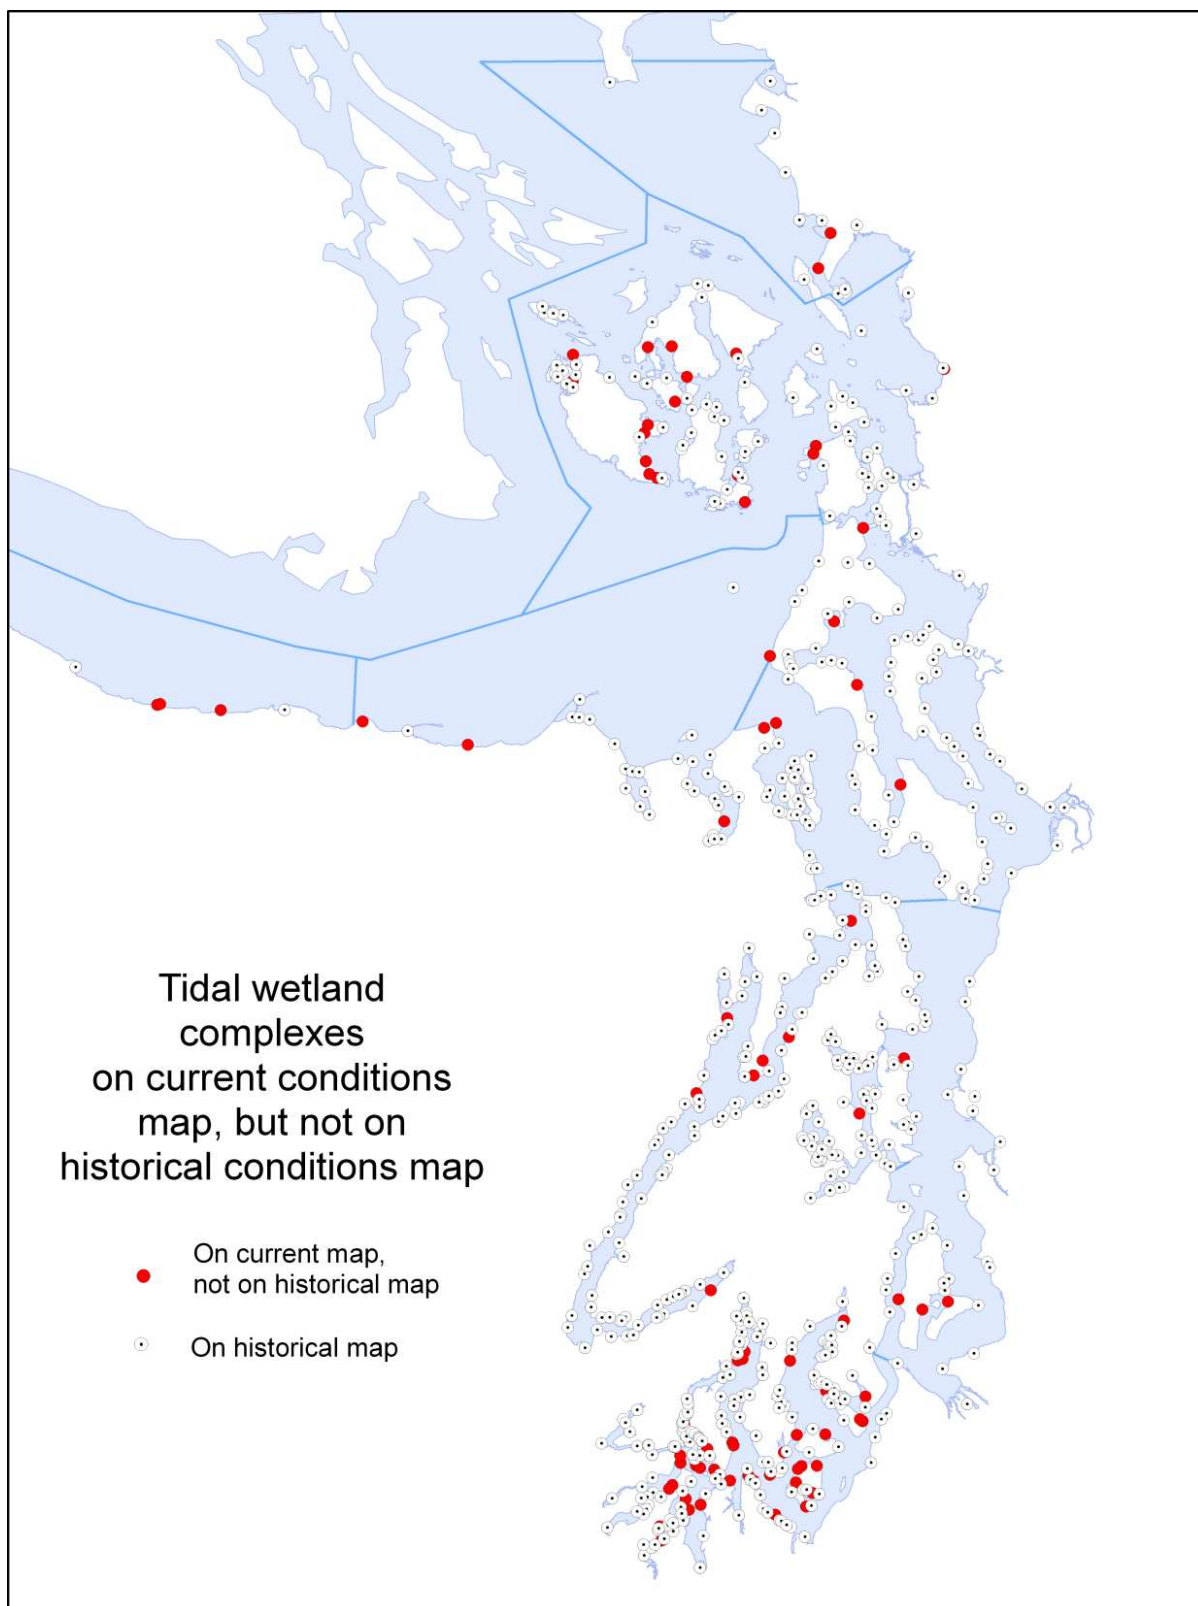 Tidal wetland
complexes
on current conditions
map, but not on
historical conditions map
On current map,
not on historical map
On historical map